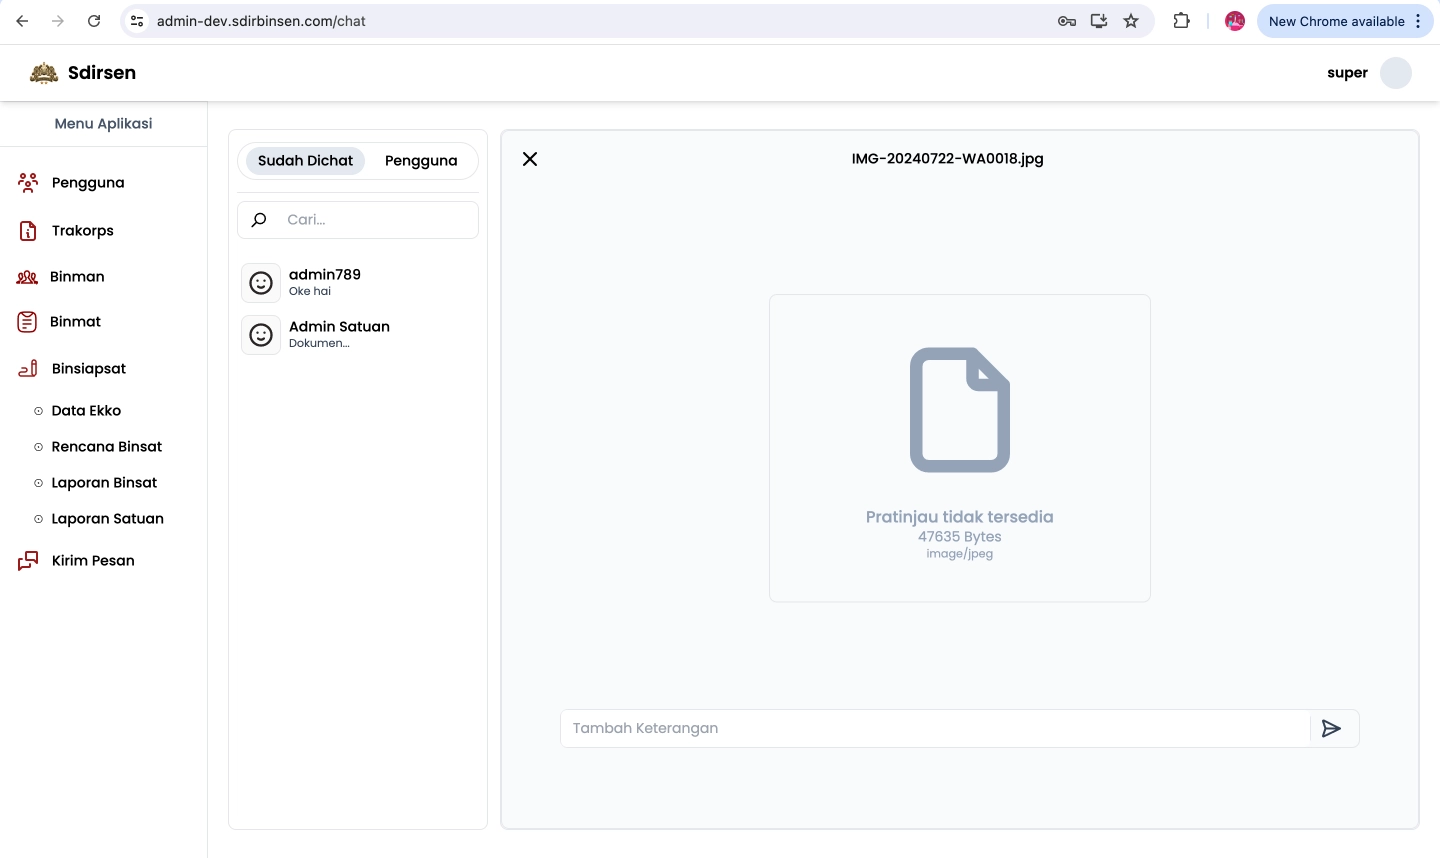 admin-dev.sdirbinsen.com/chat
New Chrome available
Sdirsen
super
Menu Aplikasi
Pengguna
Trakorps
Binman
Binmat
Binsiapsat
Data Ekko
Rencana Binsat
Laporan Binsat
Laporan Satuan
Kirim Pesan
Sudah Dichat
Pengguna
Cari...
admin789
Oke hai
Admin Satuan
Dokumen...
IMG-20240722-WA0018.jpg
Pratinjau tidak tersedia
47635 Bytes
image/jpeg
Tambah Keterangan